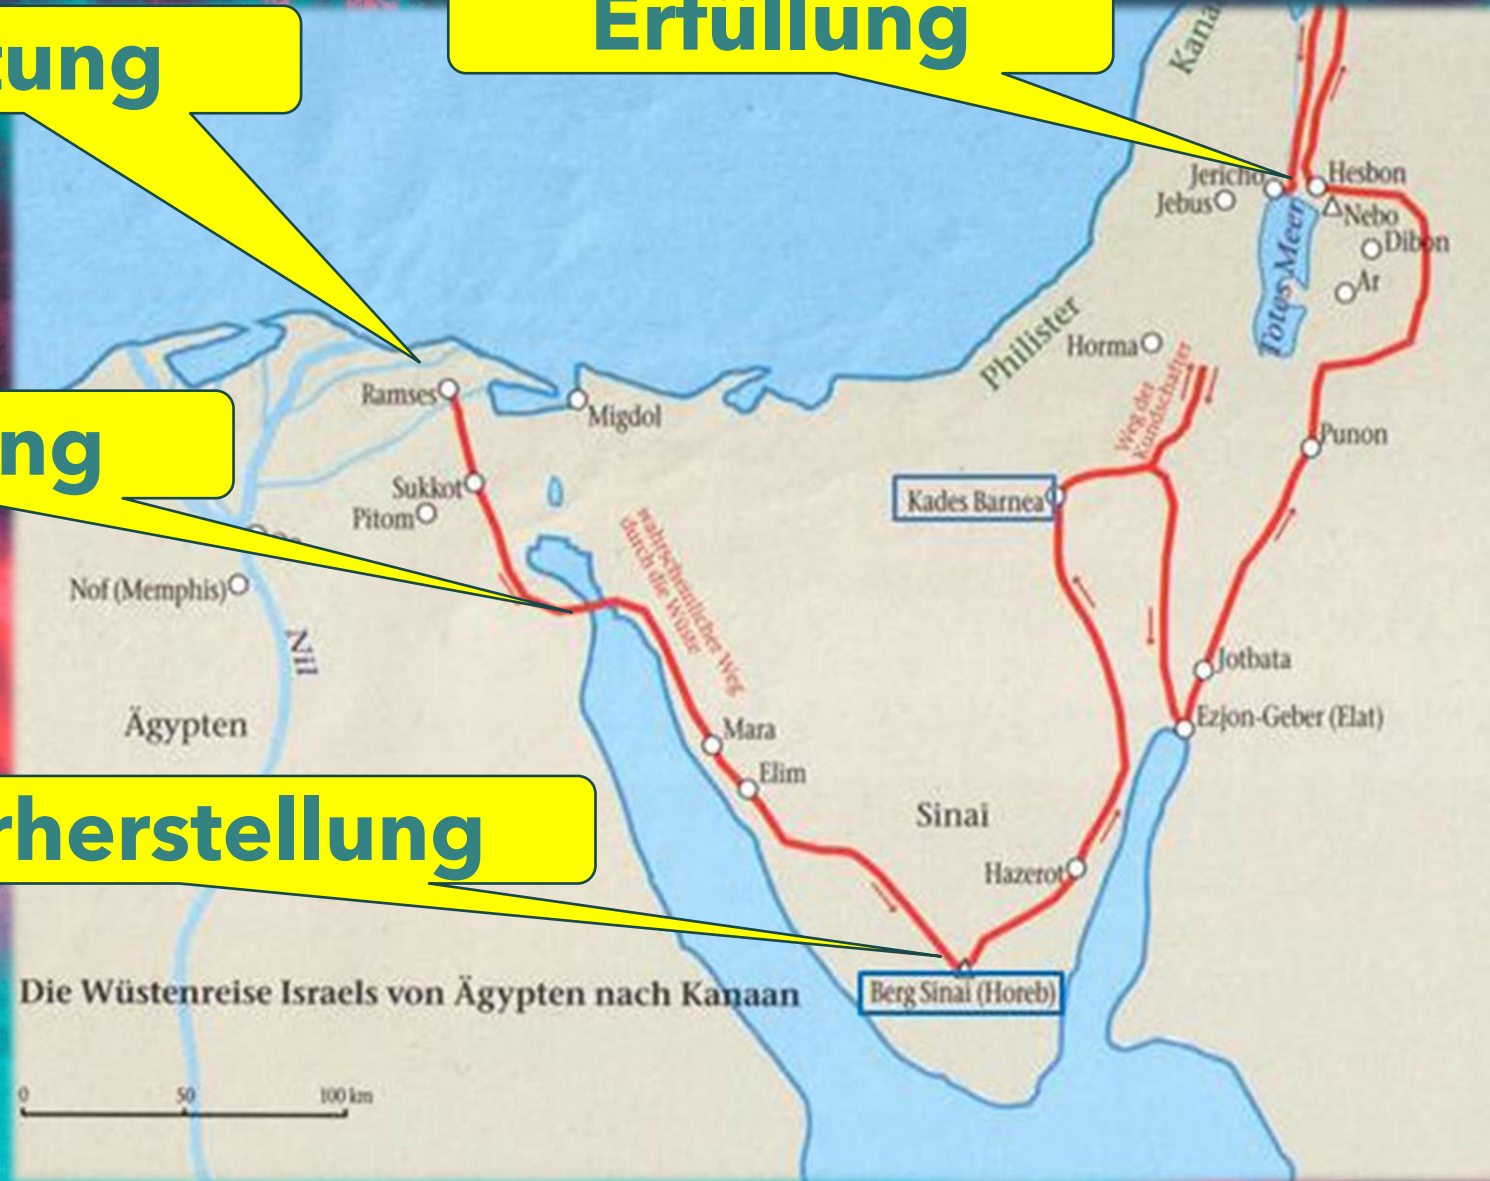 Erfüllung
tung
Kana
Jericho
Hesbon
Jebus
Nebo
Dibon
Totes Meer
Ar
Philister
Horma
Ramses
Migdol
Weg der
Kundschafter
Punon
ng
Sukkot
Kades Barnea
Pitom
wahrscheinlicher Weg
durch die Wüste
Nof (Memphis)
Nil
Jotbata
Ägypten
Ezjon-Geber (Elat)
Mara
Elim
Sinai
rherstellung
Hazerot
Die Wüstenreise Israels von Ägypten nach Kanaan
Berg Sinai (Horeb)
0 50 100 km